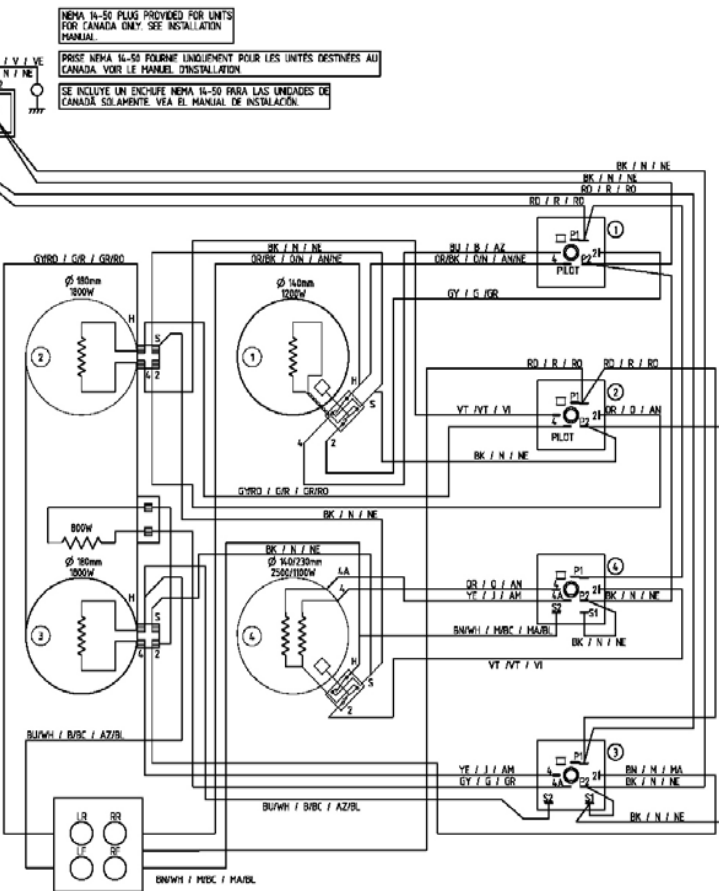 NEMA 14-50 PLUG PROVIDED FOR UNITS
FOR CANADA ONLY. SEE INSTALLATION
MANUAL.
PRISE NEMA 14-50 FOURNIE UNIQUEMENT POUR LES UNITÉS DESTINÉES AU
CANADA. VOIR LE MANUEL D'INSTALLATION.
SE INCLUYE UN ENCHUFE NEMA 14-50 PARA LAS UNIDADES DE
CANADÁ SOLAMENTE. VEA EL MANUAL DE INSTALACIÓN.
/ V / VE
N / NE
BK / N / NE
BK / N / NE
RD / R / RO
RD / R / RO
1
P1
4
2
P2
PILOT
BK / N / NE
BU / B / AZ
OR/BK / O/N / AN/NE
OR/BK / O/N / AN/NE
GY / G /GR
GY/RD / G/R / GR/RO
Ø 180mm
1800W
H
2
S
4 2
Ø 140mm
1200W
1
H
S
4
2
RD / R / RO
RD / R / RO
2
P1
4
P2
OR / O / AN
PILOT
VT /VT / VI
BK / N / NE
GY/RD / G/R / GR/RO
BK / N / NE
800W
Ø 180mm
1800W
H
3
S
4 2
BK / N / NE
Ø 140/230mm
2500/1100W
4A
4
4
H
S
2
4
P1
4
4A
P2
2
S2
S1
OR / O / AN
YE / J / AM
BK / N / NE
BN/WH / M/BC / MA/BL
BK / N / NE
VT /VT / VI
BU/WH / B/BC / AZ/BL
3
P1
4
4A
P2
2
S2
S1
YE / J / AM
GY / G / GR
BN / M / MA
BK / N / NE
BU/WH / B/BC / AZ/BL
BK / N / NE
LR RR
LF RF
BN/WH / M/BC / MA/BL